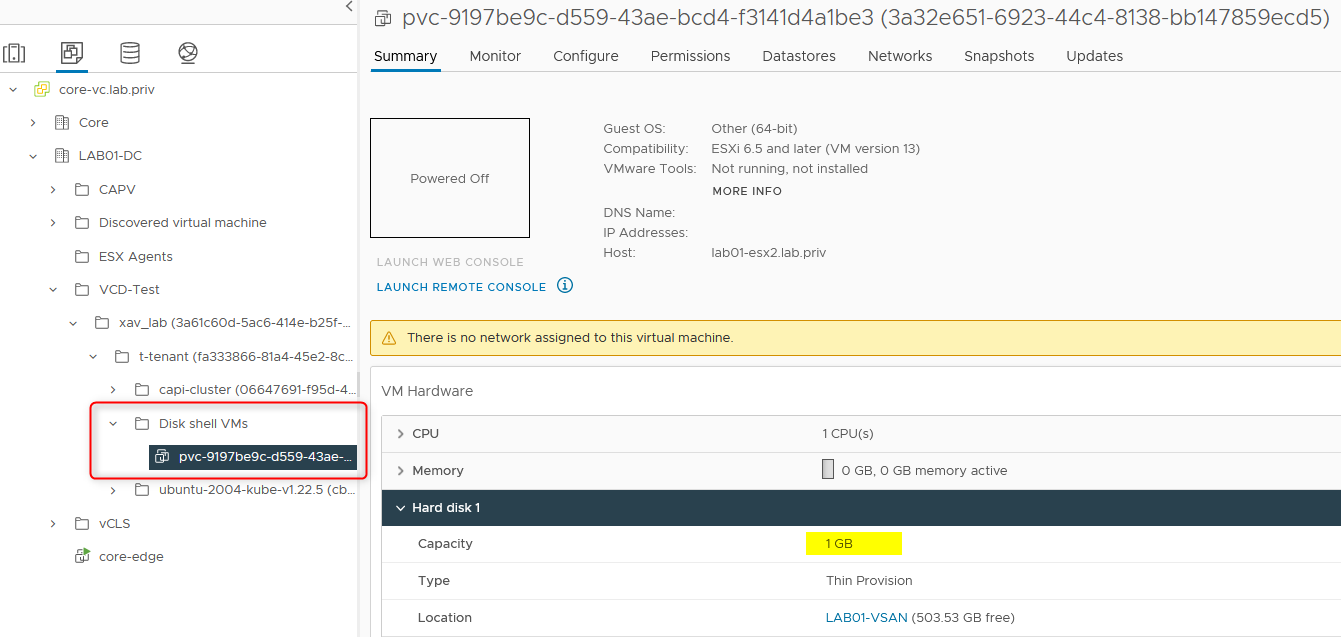 pvc-9197be9c-d559-43ae-bcd4-f3141d4a1be3 (3a32e651-6923-44c4-8138-bb147859ecd5)
Summary Monitor Configure Permissions Datastores Networks Snapshots Updates
core-vc.lab.priv
Core
LAB01-DC
CAPV
Discovered virtual machine
ESX Agents
VCD-Test
xav_lab (3a61c60d-5ac6-414e-b25f-...
t-tenant (fa333866-81a4-45e2-8c...
capi-cluster (06647691-f95d-4...
Disk shell VMs
pvc-9197be9c-d559-43ae-...
ubuntu-2004-kube-v1.22.5 (cb...
vCLS
core-edge
Powered Off
LAUNCH WEB CONSOLE
LAUNCH REMOTE CONSOLE
Guest OS: Other (64-bit)
Compatibility: ESXi 6.5 and later (VM version 13)
VMware Tools: Not running, not installed
MORE INFO
DNS Name:
IP Addresses:
Host: lab01-esx2.lab.priv
There is no network assigned to this virtual machine.
VM Hardware
CPU 1 CPU(s)
Memory 0 GB, 0 GB memory active
Hard disk 1
Capacity 1 GB
Type Thin Provision
Location LAB01-VSAN (503.53 GB free)